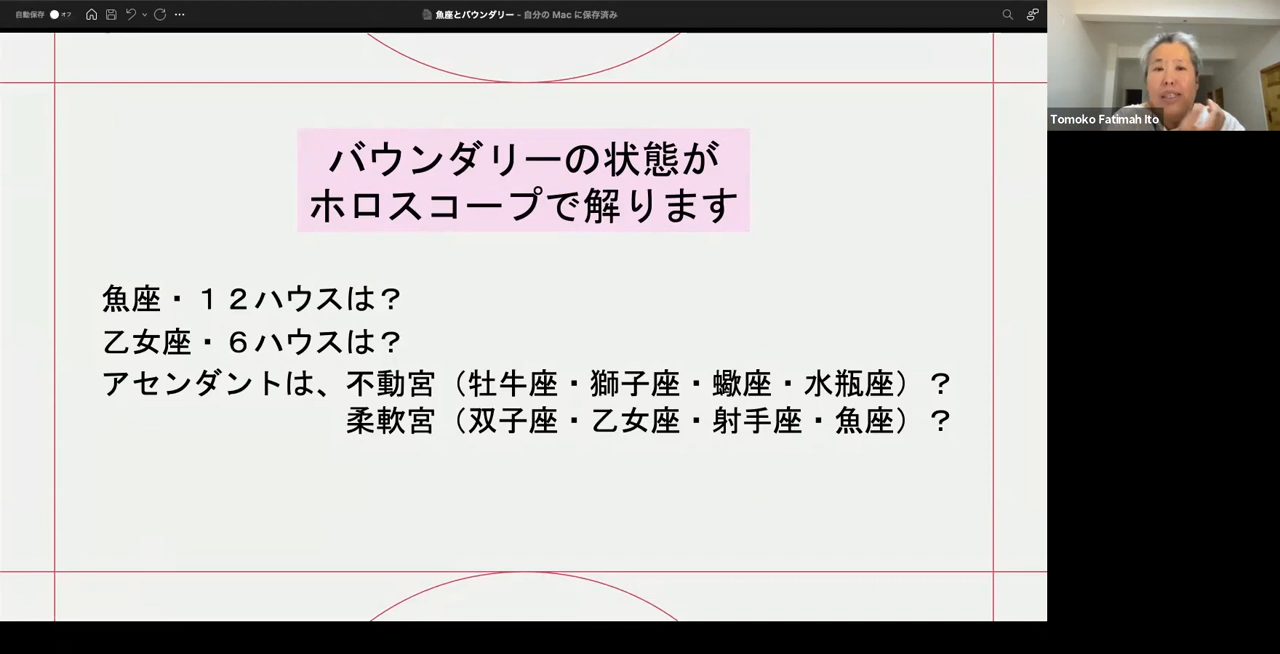 自動保存 オフ
魚座とバウンダリー - 自分の Mac に保存済み
Tomoko Fatimah Ito
バウンダリーの状態が
ホロスコープで解ります
魚座・１２ハウスは？
乙女座・６ハウスは？
アセンダントは、不動宮（牡牛座・獅子座・蠍座・水瓶座）？
柔軟宮（双子座・乙女座・射手座・魚座）？